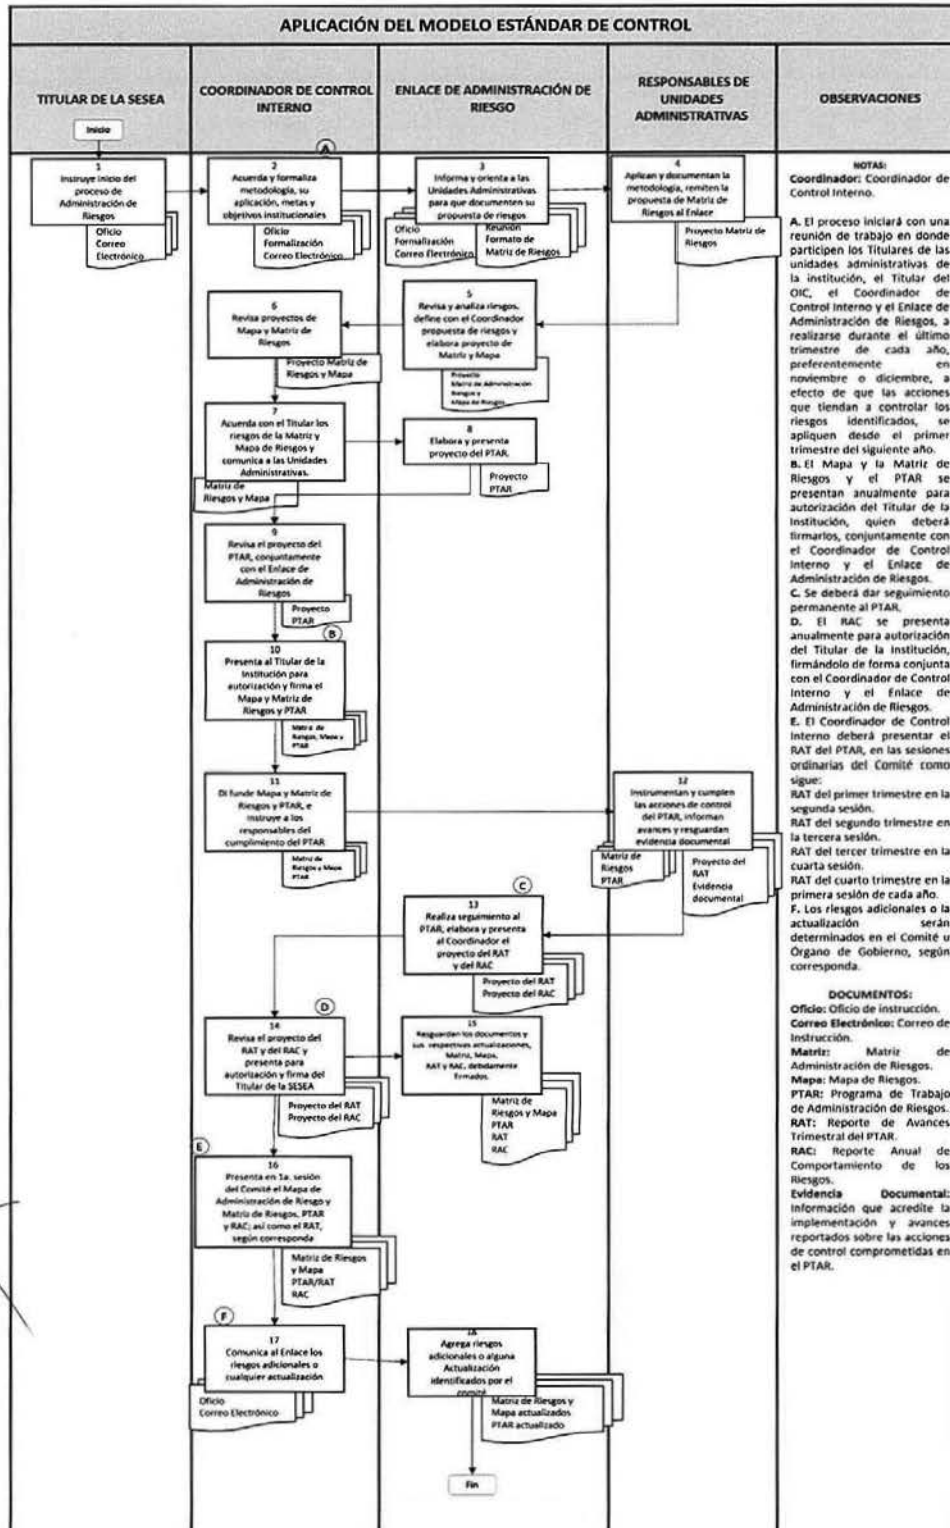 APLICACIÓN DEL MODELO ESTÁNDAR DE CONTROL
TITULAR DE LA SESEA
COORDINADOR DE CONTROL
INTERNO
ENLACE DE ADMINISTRACIÓN DE
RIESGO
RESPONSABLES DE
UNIDADES
ADMINISTRATIVAS
OBSERVACIONES
Inicio
1
Instruye inicio del
proceso de
Administración de
Riesgos
Oficio
Correo
Electrónico
A
2
Acuerda y formaliza
metodología, su
aplicación, metas y
objetivos institucionales
Oficio
Formalización
Correo Electrónico
3
Informa y orienta a las
Unidades Administrativas
para que documenten su
propuesta de riesgos
Oficio
Formalización
Correo Electrónico
Reunión
Formato de
Matriz de Riesgos
4
Aplican y documentan la
metodología, remiten la
propuesta de Matriz de
Riesgos al Enlace
Proyecto Matriz de
Riesgos
5
Revisa y analiza riesgos,
define con el Coordinador
propuesta de riesgos y
elabora proyecto de
Matriz y Mapa
Proyecto
Matriz de Administración
Riesgos y
Mapa de Riesgos
6
Revisa proyectos de
Mapa y Matriz de
Riesgos
Proyecto Matriz de
Riesgos y Mapa
7
Acuerda con el Titular los
riesgos de la Matriz y
Mapa de Riesgos y
comunica a las Unidades
Administrativas.
Matriz de
Riesgos y Mapa
8
Elabora y presenta
proyecto del PTAR.
Proyecto
PTAR
9
Revisa el proyecto del
PTAR, conjuntamente
con el Enlace de
Administración de
Riesgos
Proyecto
PTAR
B
10
Presenta al Titular de la
Institución para
autorización y firma el
Mapa y Matriz de
Riesgos y PTAR
Matriz de
Riesgos, Mapa y
PTAR
11
Di funde Mapa y Matriz de
Riesgos y PTAR, e
instruye a los
responsables del
cumplimiento del PTAR
Matriz de
Riesgos y Mapa
PTAR
12
Instrumentan y cumplen
las acciones de control
del PTAR, informan
avances y resguardan
evidencia documental
Matriz de
Riesgos
PTAR
Proyecto del
RAT
Evidencia
documental
C
13
Realiza seguimiento al
PTAR, elabora y presenta
al Coordinador el
proyecto del RAT
y del RAC
Proyecto del RAT
Proyecto del RAC
D
14
Revisa el proyecto del
RAT y del RAC y
presenta para
autorización y firma del
Titular de la SESEA
Proyecto del RAT
Proyecto del RAC
15
Resguardan los documentos y
sus respectivas actualizaciones,
Matriz, Mapa,
RAT y RAC, debidamente
firmados.
Matriz de
Riesgos y Mapa
PTAR
RAT
RAC
E
16
Presenta en 1a. sesión
del Comité el Mapa de
Administración de Riesgo y
Matriz de Riesgos, PTAR
y RAC; así como el RAT,
según corresponda
Matriz de Riesgos
y Mapa
PTAR/RAT
RAC
F
17
Comunica al Enlace los
riesgos adicionales o
cualquier actualización
Oficio
Correo Electrónico
18
Agrega riesgos
adicionales o alguna
Actualización
identificados por el
comité
Matriz de Riesgos y
Mapa actualizados
PTAR actualizado
Fin
NOTAS:
Coordinador: Coordinador de
Control Interno.
A. El proceso iniciará con una
reunión de trabajo en donde
participen los Titulares de las
unidades administrativas de
la institución, el Titular del
OIC, el Coordinador de
Control Interno y el Enlace de
Administración de Riesgos, a
realizarse durante el último
trimestre de cada año,
preferentemente en
noviembre o diciembre, a
efecto de que las acciones
que tiendan a controlar los
riesgos identificados, se
apliquen desde el primer
trimestre del siguiente año.
B. El Mapa y la Matriz de
Riesgos y el PTAR se
presentan anualmente para
autorización del Titular de la
Institución, quien deberá
firmarlos, conjuntamente con
el Coordinador de Control
Interno y el Enlace de
Administración de Riesgos.
C. Se deberá dar seguimiento
permanente al PTAR.
D. El RAC se presenta
anualmente para autorización
del Titular de la Institución,
firmándolo de forma conjunta
con el Coordinador de Control
Interno y el Enlace de
Administración de Riesgos.
E. El Coordinador de Control
Interno deberá presentar el
RAT del PTAR, en las sesiones
ordinarias del Comité como
sigue:
RAT del primer trimestre en la
segunda sesión.
RAT del segundo trimestre en
la tercera sesión.
RAT del tercer trimestre en la
cuarta sesión.
RAT del cuarto trimestre en la
primera sesión de cada año.
F. Los riesgos adicionales o la
actualización serán
determinados en el Comité u
Órgano de Gobierno, según
corresponda.
DOCUMENTOS:
Oficio: Oficio de instrucción.
Correo Electrónico: Correo de
Instrucción.
Matriz: Matriz de
Administración de Riesgos.
Mapa: Mapa de Riesgos.
PTAR: Programa de Trabajo
de Administración de Riesgos.
RAT: Reporte de Avances
Trimestral del PTAR.
RAC: Reporte Anual de
Comportamiento de los
Riesgos.
Evidencia Documental:
Información que acredite la
implementación y avances
reportados sobre las acciones
de control comprometidas en
el PTAR.